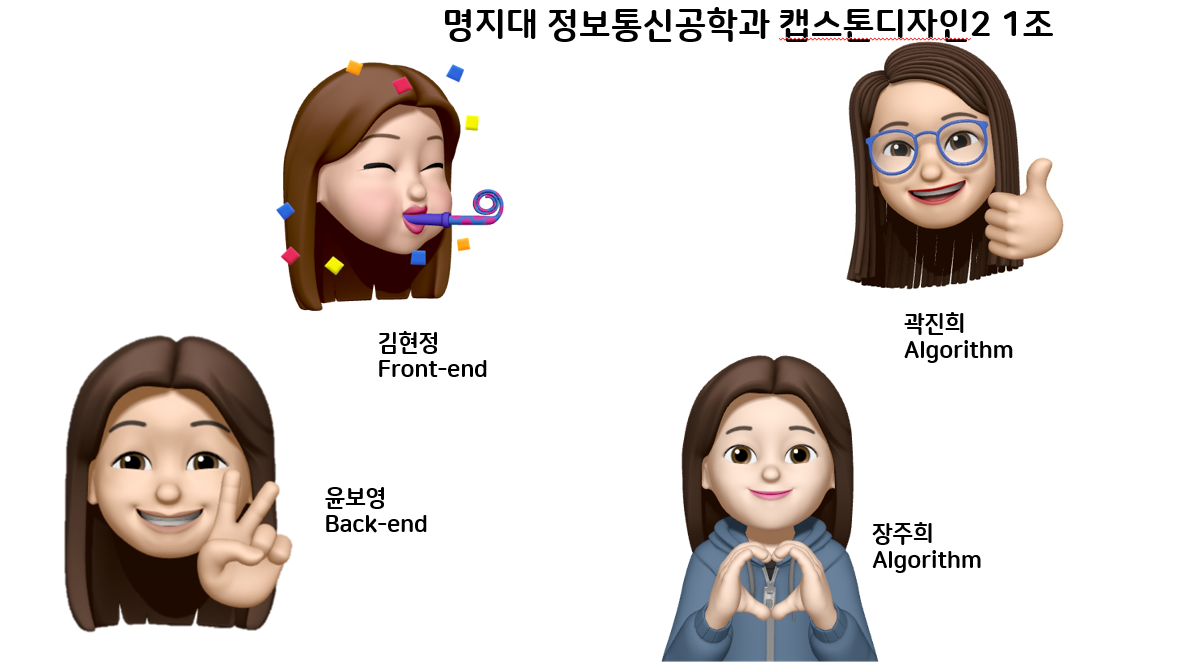 명지대 정보통신공학과 캡스톤디자인2 1조
김현정
Front-end
곽진희
Algorithm
윤보영
Back-end
장주희
Algorithm